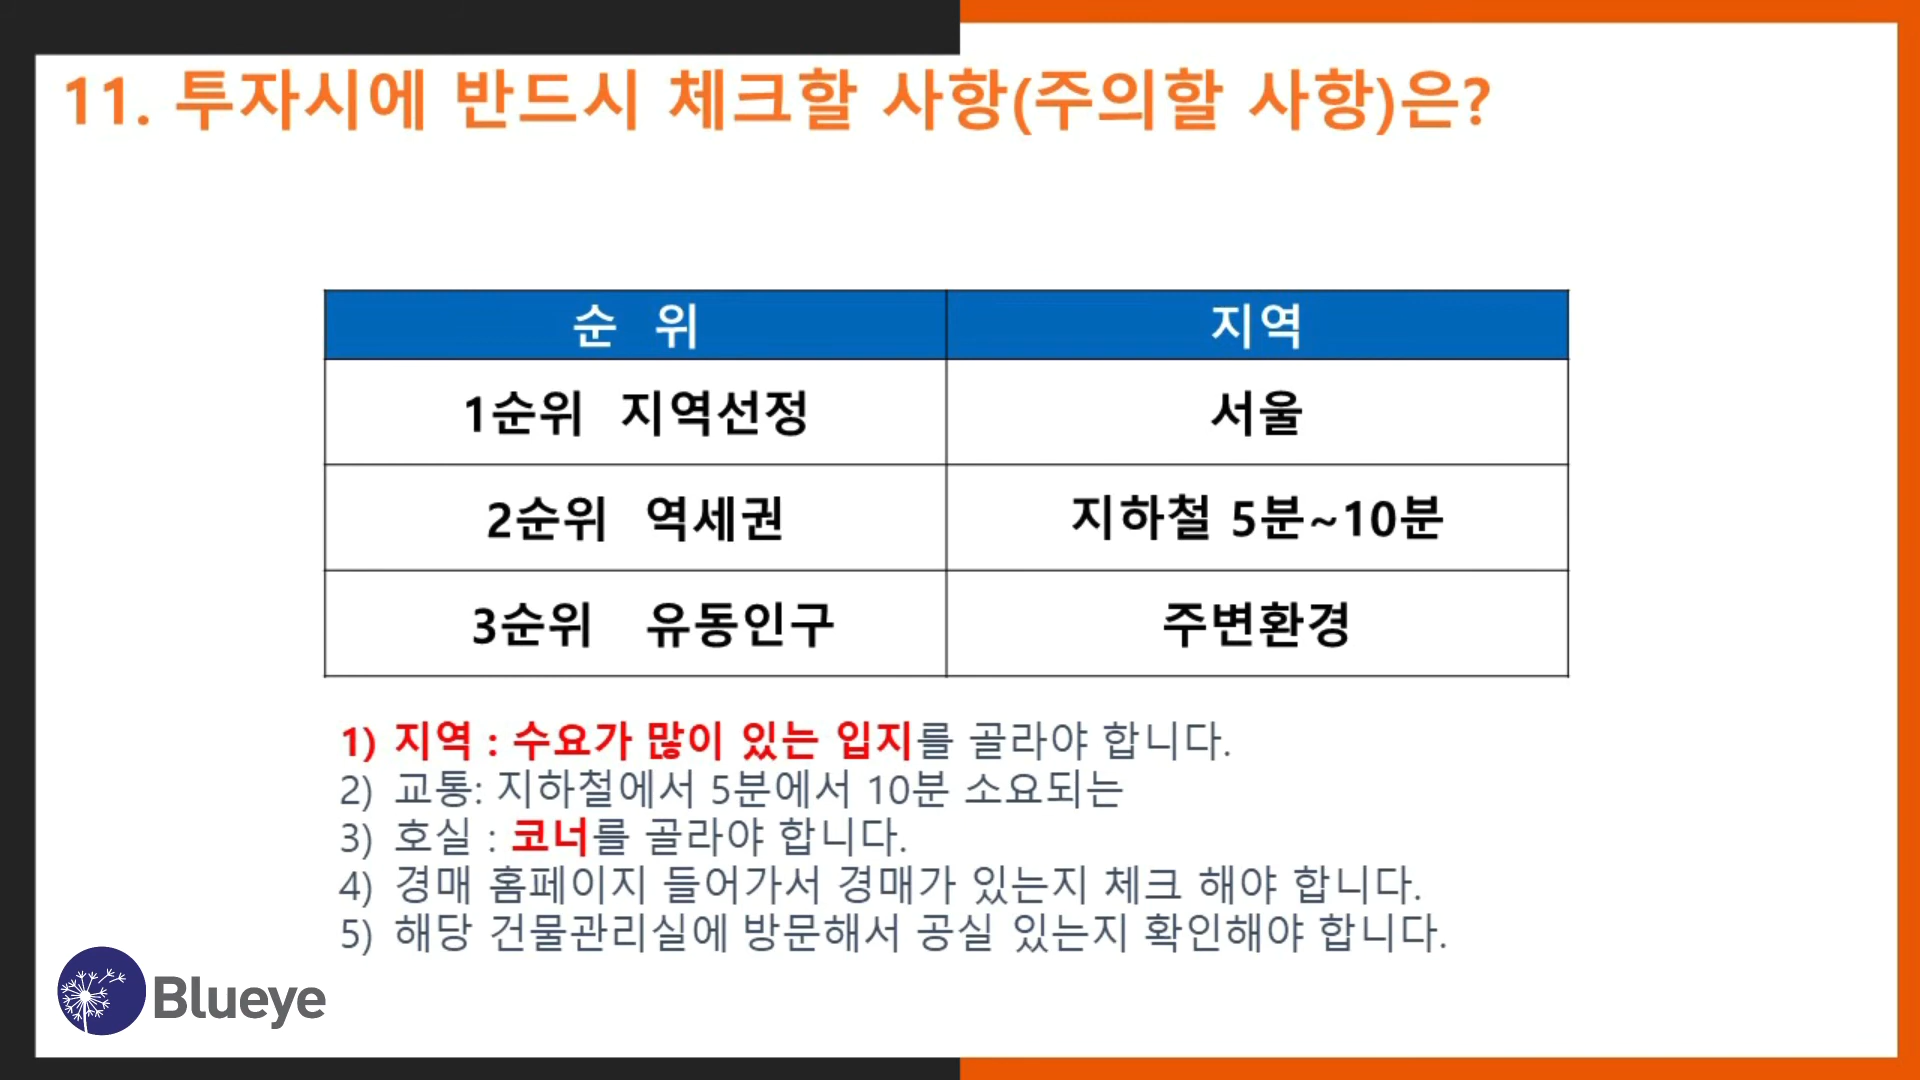 11. 투자시에 반드시 체크할 사항(주의할 사항)은?
순 위 지역
1순위 지역선정 서울
2순위 역세권 지하철 5분~10분
3순위 유동인구 주변환경
1) 지역 : 수요가 많이 있는 입지를 골라야 합니다.
2) 교통: 지하철에서 5분에서 10분 소요되는
3) 호실 : 코너를 골라야 합니다.
4) 경매 홈페이지 들어가서 경매가 있는지 체크 해야 합니다.
5) 해당 건물관리실에 방문해서 공실 있는지 확인해야 합니다.
Blueye